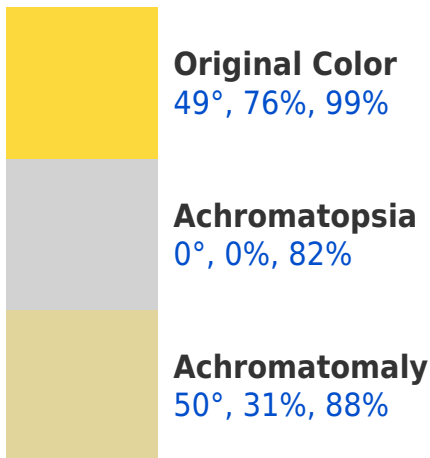 Original Color
49°, 76%, 99%
Achromatopsia
0°, 0%, 82%
Achromatomaly
50°, 31%, 88%